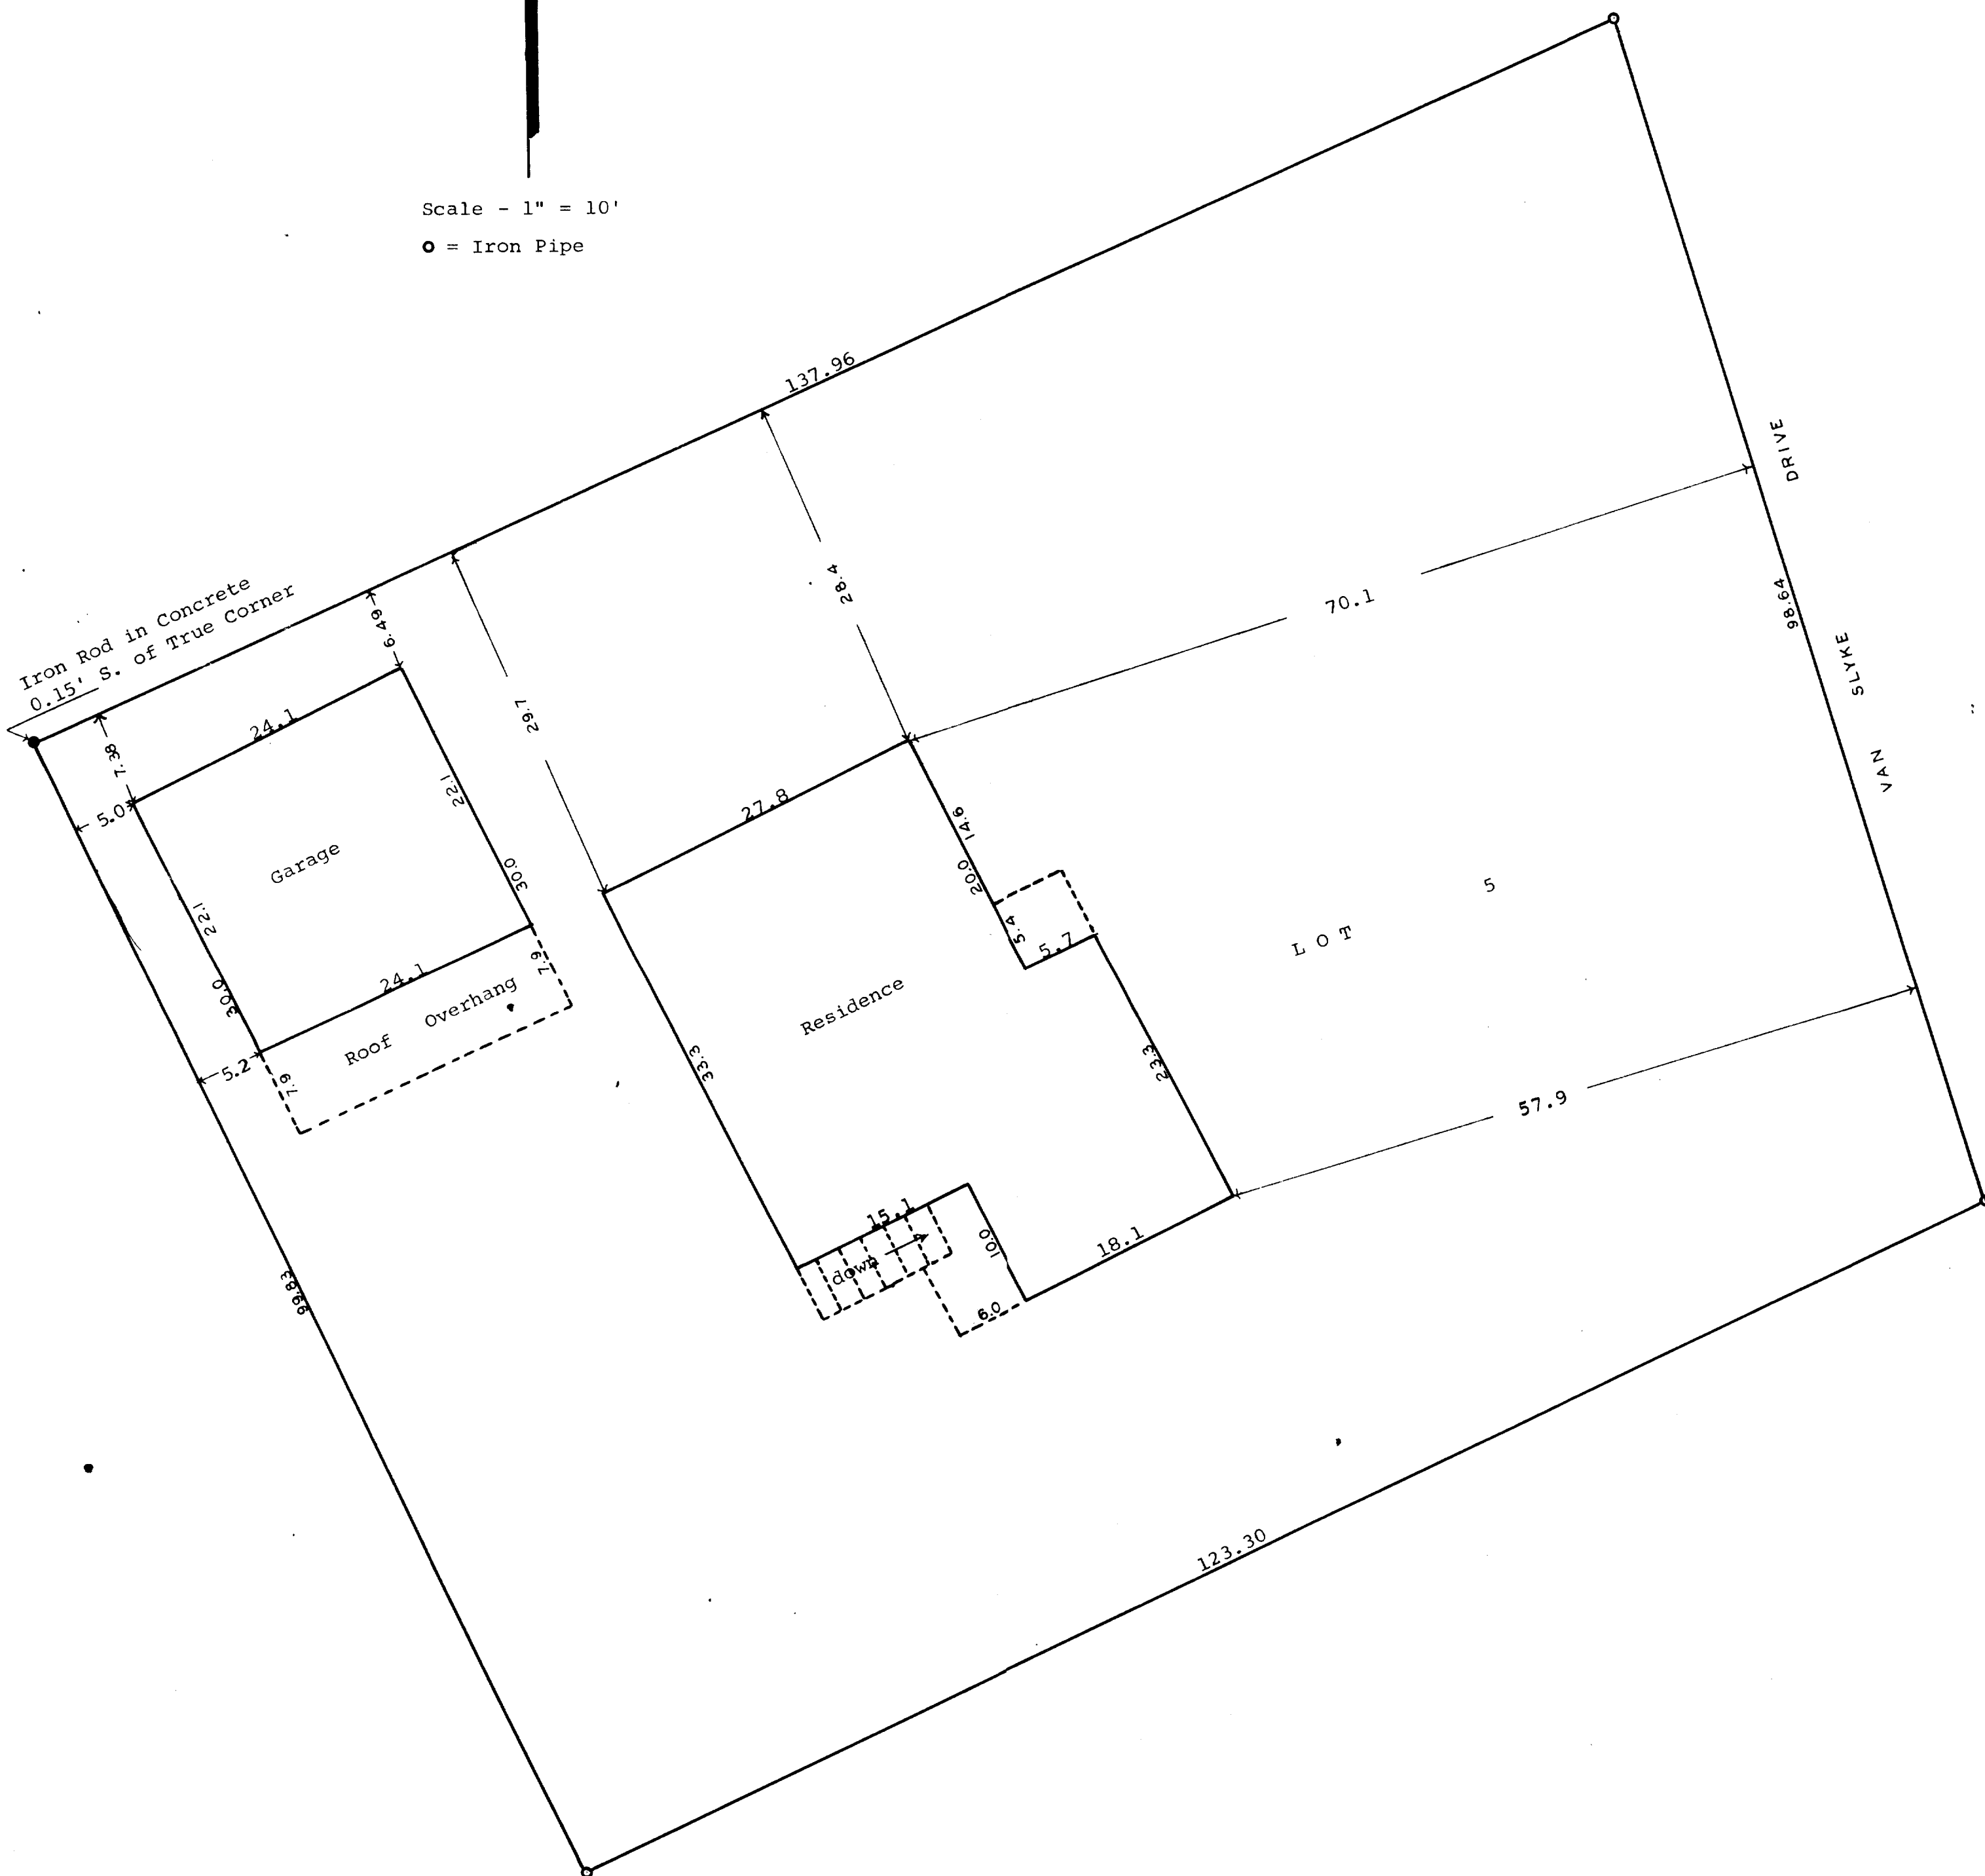 Scale - 1" = 10'
O = Iron Pipe
137.96
Iron Rod in Concrete
0.15' S. of True Corner
DRIVE
SLYKE
VAN
98.64
28.4
70.1
6.49
29.7
24.1
7.38
5.0
22.1
Garage
27.8
14.6
20.0
30.0
5.4
5.7
LOT 5
22.1
30.0
24.1
7.9
Roof Overhang
Residence
5.2
7.9
33.3
23.3
57.9
15.1
down
10.0
18.1
6.0
99.83
123.30